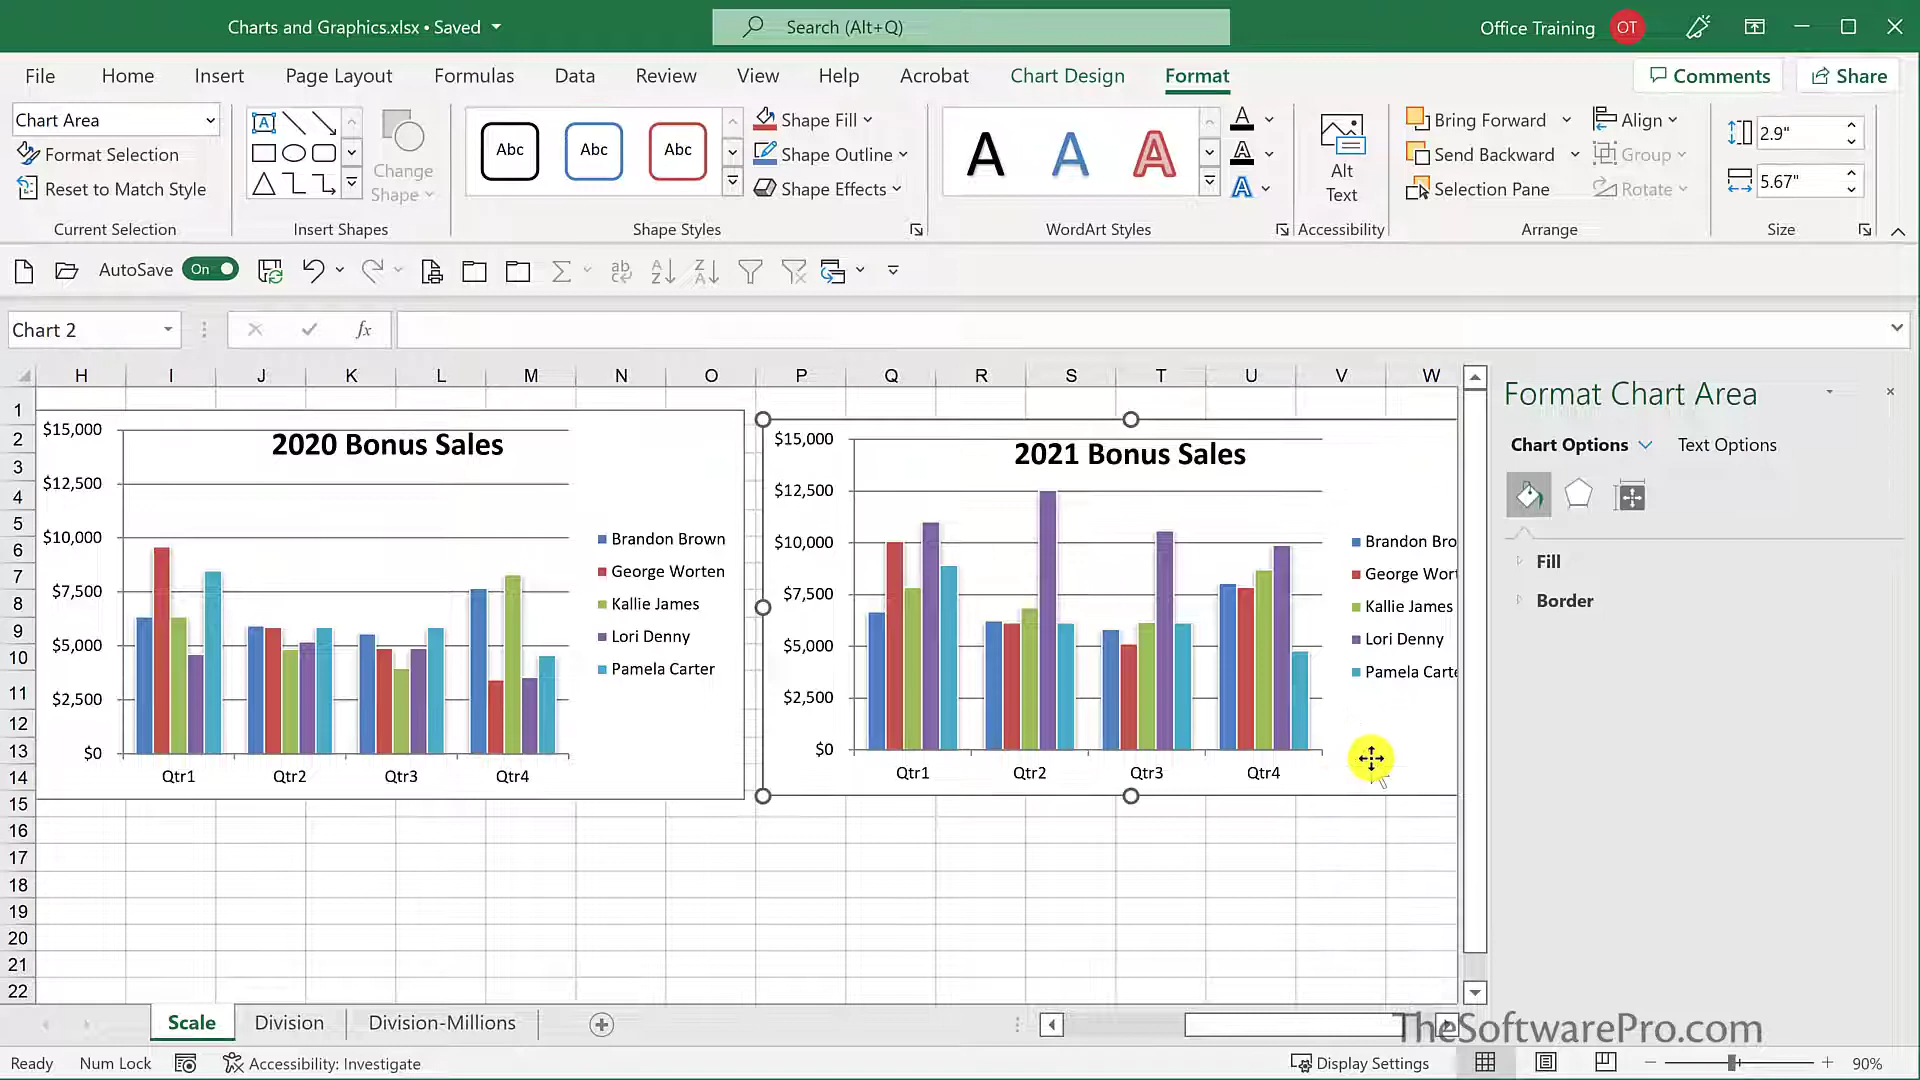 Charts and Graphics.xlsx • Saved
Search (Alt+Q)
Office Training OT
File Home Insert Page Layout Formulas Data Review View Help Acrobat Chart Design Format
Comments Share
Chart Area
Format Selection
Reset to Match Style
Current Selection
Change Shape
Insert Shapes
Abc Abc Abc
Shape Fill
Shape Outline
Shape Effects
Shape Styles
A A A
A
A
A
WordArt Styles
Alt Text
Accessibility
Bring Forward
Send Backward
Selection Pane
Align
Group
Rotate
Arrange
2.9"
5.67"
Size
AutoSave On
Chart 2
fx
H I J K L M N O P Q R S T U V W
1
2
3
4
5
6
7
8
9
10
11
12
13
14
15
16
17
18
19
20
21
22
2020 Bonus Sales
$15,000
$12,500
$10,000
$7,500
$5,000
$2,500
$0
Qtr1 Qtr2 Qtr3 Qtr4
Brandon Brown
George Worten
Kallie James
Lori Denny
Pamela Carter
2021 Bonus Sales
$15,000
$12,500
$10,000
$7,500
$5,000
$2,500
$0
Qtr1 Qtr2 Qtr3 Qtr4
Brandon Bro
George Wort
Kallie James
Lori Denny
Pamela Carte
Format Chart Area
Chart Options Text Options
Fill
Border
Scale Division Division-Millions
TheSoftwarePro.com
Ready Num Lock Accessibility: Investigate
Display Settings
90%